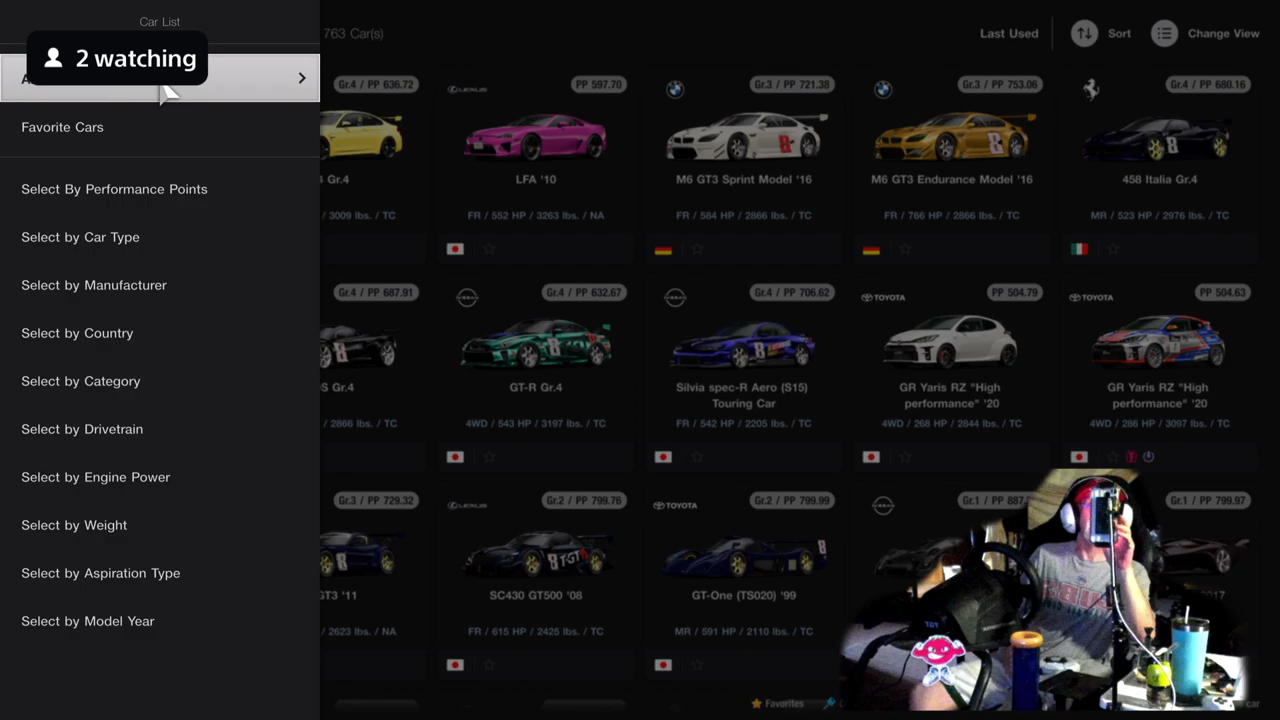 Car List
2 watching
Favorite Cars
Select By Performance Points
Select by Car Type
Select by Manufacturer
Select by Country
Select by Category
Select by Drivetrain
Select by Engine Power
Select by Weight
Select by Aspiration Type
Select by Model Year
763 Car(s)
Last Used
Sort
Change View
Gr.4 / PP 636.72
Gr.4
3009 lbs. / TC
LEXUS
PP 597.70
LFA '10
FR / 552 HP / 3263 lbs. / NA
Gr.3 / PP 721.38
M6 GT3 Sprint Model '16
FR / 584 HP / 2866 lbs. / TC
Gr.3 / PP 753.06
M6 GT3 Endurance Model '16
FR / 766 HP / 2866 lbs. / TC
Gr.4 / PP 680.16
458 Italia Gr.4
MR / 523 HP / 2976 lbs. / TC
Gr.4 / PP 687.91
S Gr.4
/ 2866 lbs. / TC
Gr.4 / PP 632.67
GT-R Gr.4
4WD / 543 HP / 3197 lbs. / TC
Gr.4 / PP 706.62
Silvia spec-R Aero (S15)
Touring Car
FR / 542 HP / 2205 lbs. / TC
TOYOTA
PP 504.79
GR Yaris RZ "High
performance" '20
4WD / 268 HP / 2844 lbs. / TC
TOYOTA
PP 504.63
GR Yaris RZ "High
performance" '20
4WD / 286 HP / 3097 lbs. / TC
Gr.3 / PP 729.32
GT3 '11
/ 2623 lbs. / NA
LEXUS
Gr.2 / PP 799.76
SC430 GT500 '08
FR / 615 HP / 2425 lbs. / TC
TOYOTA
Gr.2 / PP 799.99
GT-One (TS020) '99
MR / 591 HP / 2110 lbs. / TC
Gr.1 / PP 887.
Gr.1 / PP 799.97
2017
TC
Favorites
car